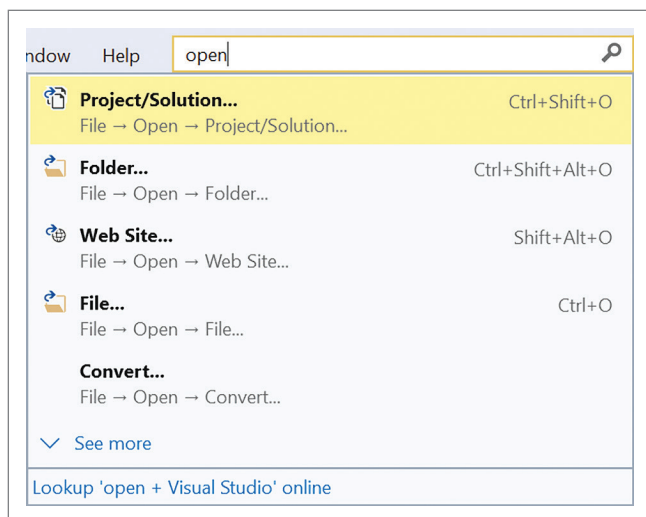 ndow Help open
Project/Solution... Ctrl+Shift+O
File → Open → Project/Solution...
Folder... Ctrl+Shift+Alt+O
File → Open → Folder...
Web Site... Shift+Alt+O
File → Open → Web Site...
File... Ctrl+O
File → Open → File...
Convert...
File → Open → Convert...
See more
Lookup 'open + Visual Studio' online